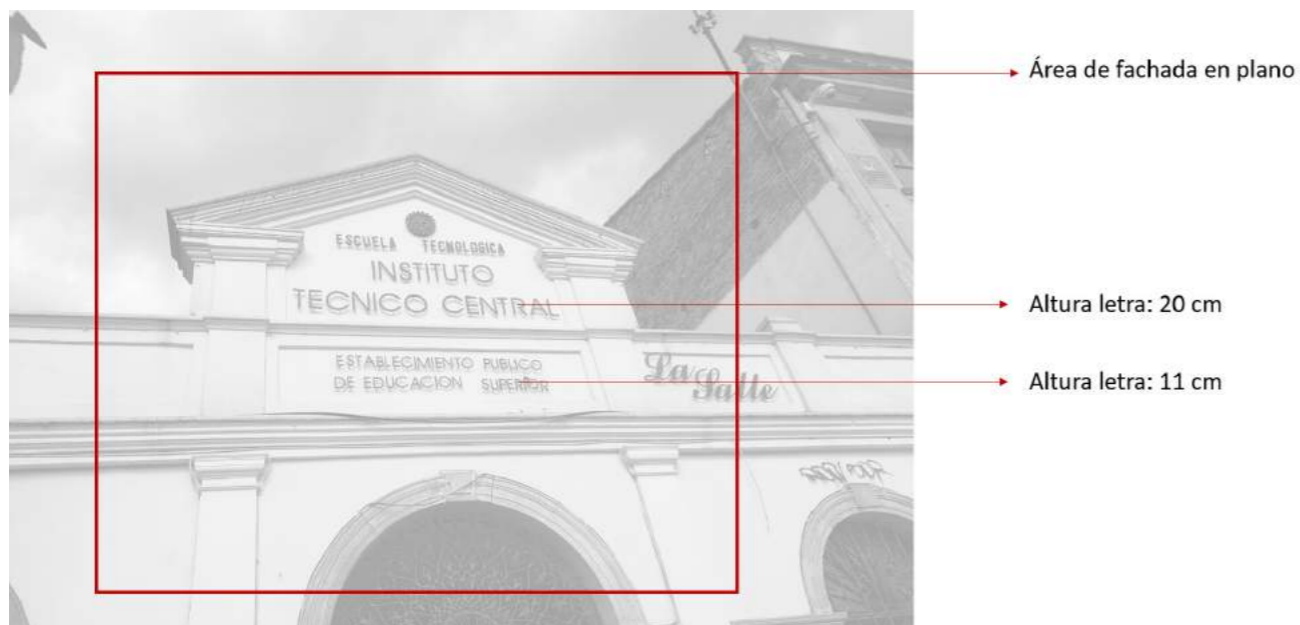 Área de fachada en plano
ESCUELA TECNOLOGICA
INSTITUTO
TECNICO CENTRAL
Altura letra: 20 cm
ESTABLECIMIENTO PUBLICO
DE EDUCACION SUPERIOR
La Salle
Altura letra: 11 cm